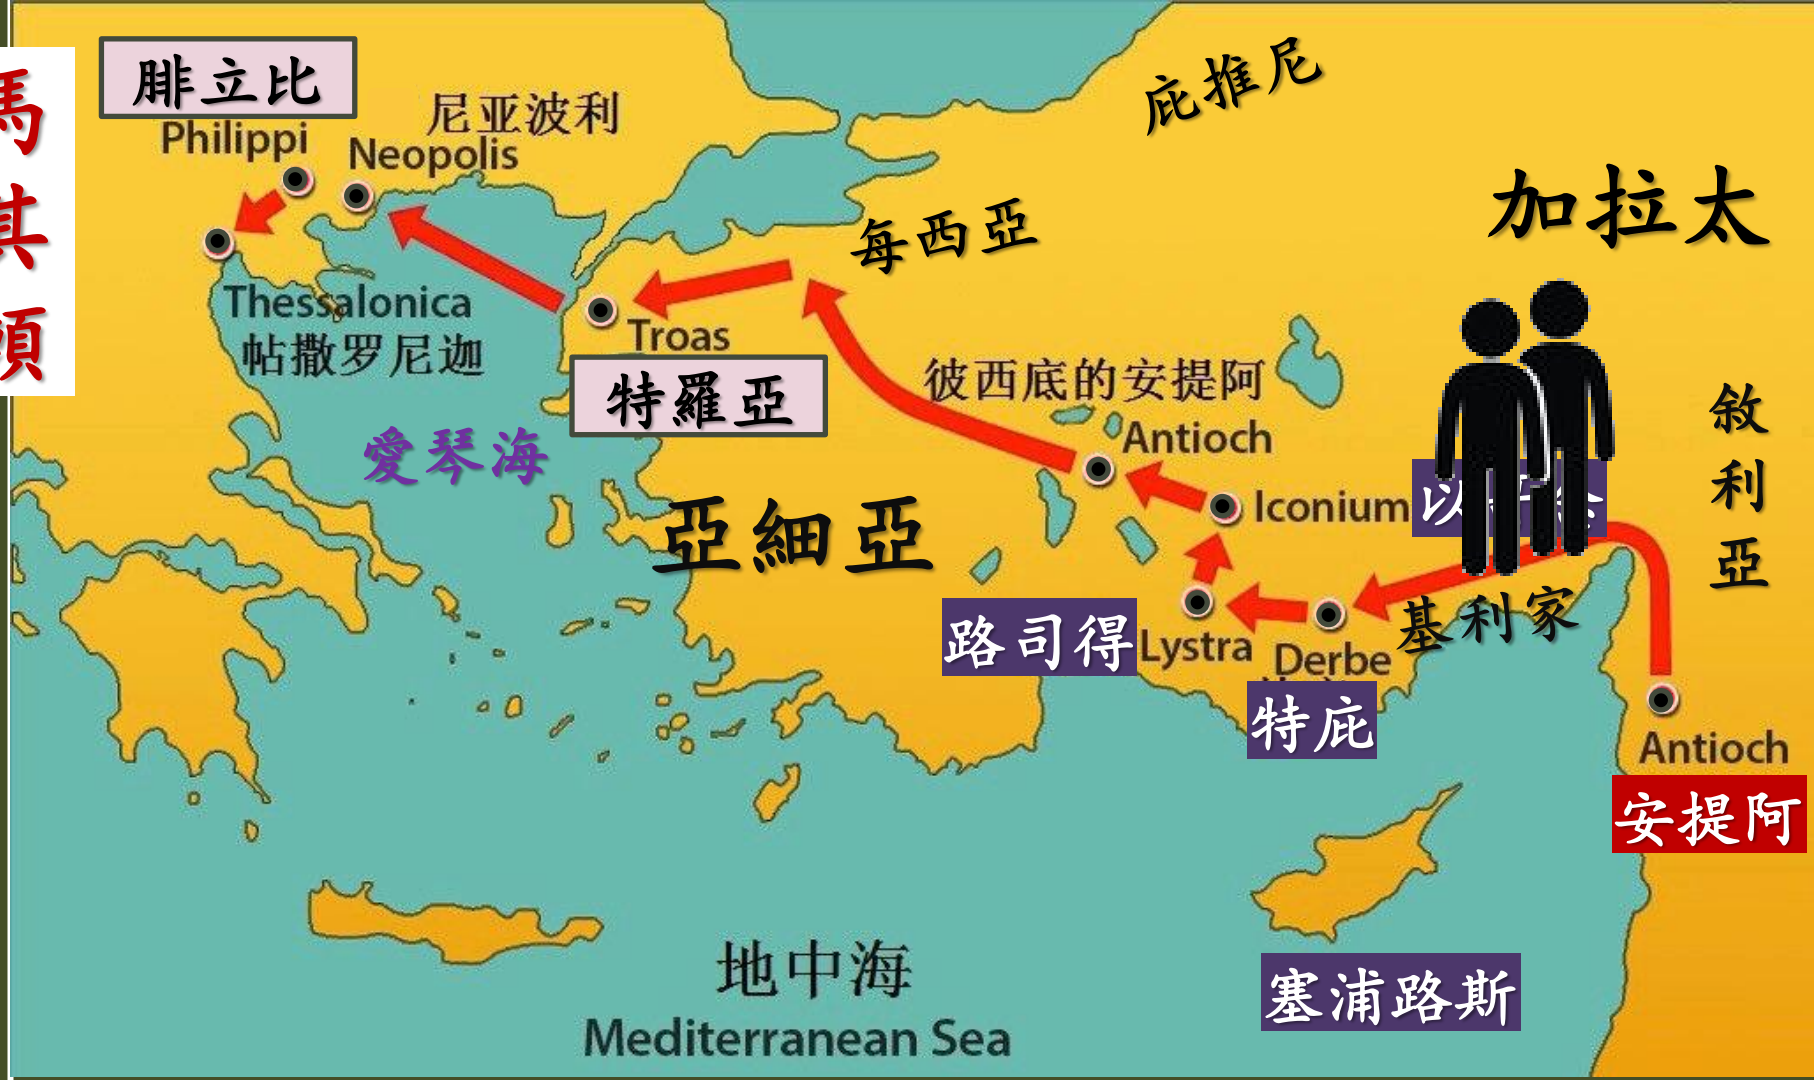 馬
其
頓
腓立比
Philippi
尼亚波利
Neopolis
庇推尼
加拉太
每西亞
Thessalonica
帖撒罗尼迦
Troas
特羅亞
彼西底的安提阿
Antioch
敘
利
亞
愛琴海
亞細亞
Iconium
以
基利家
路司得
Lystra
Derbe
特庇
Antioch
安提阿
地中海
Mediterranean Sea
塞浦路斯